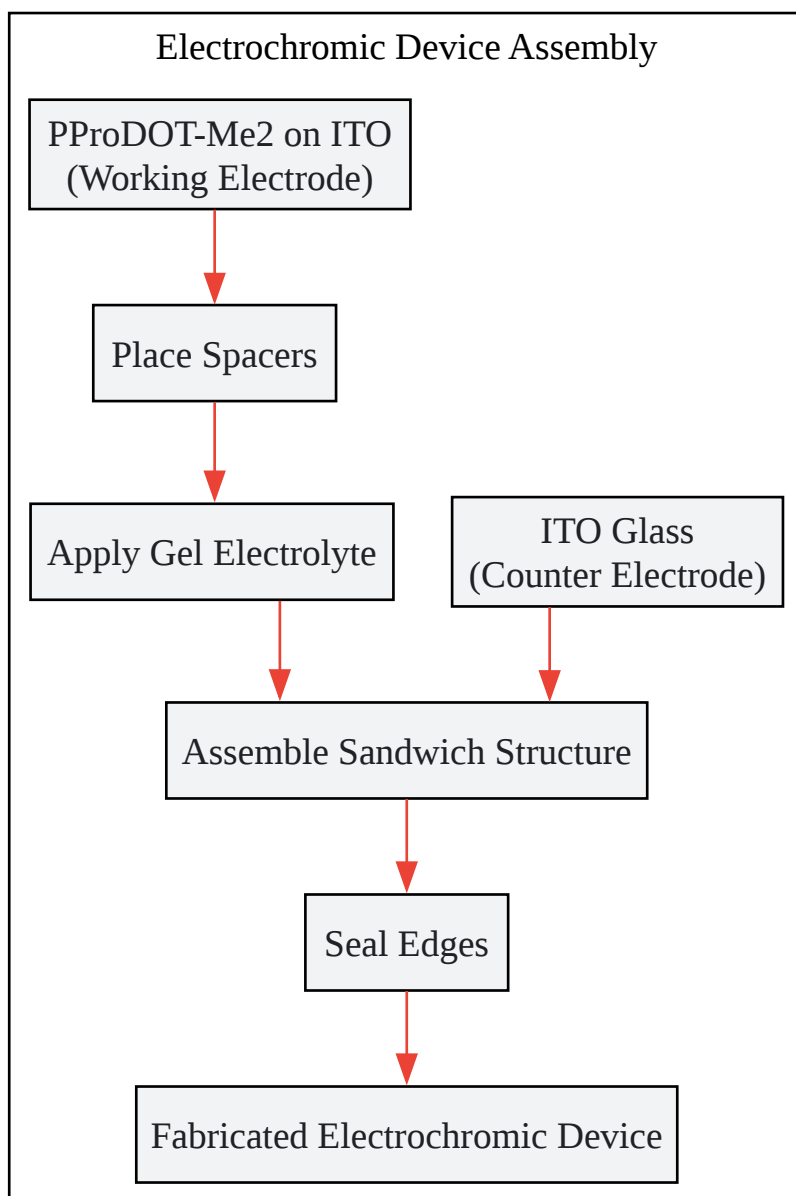 Electrochromic Device Assembly
PProDOT-Me2 on ITO
(Working Electrode)
Place Spacers
Apply Gel Electrolyte
ITO Glass
(Counter Electrode)
Assemble Sandwich Structure
Seal Edges
Fabricated Electrochromic Device